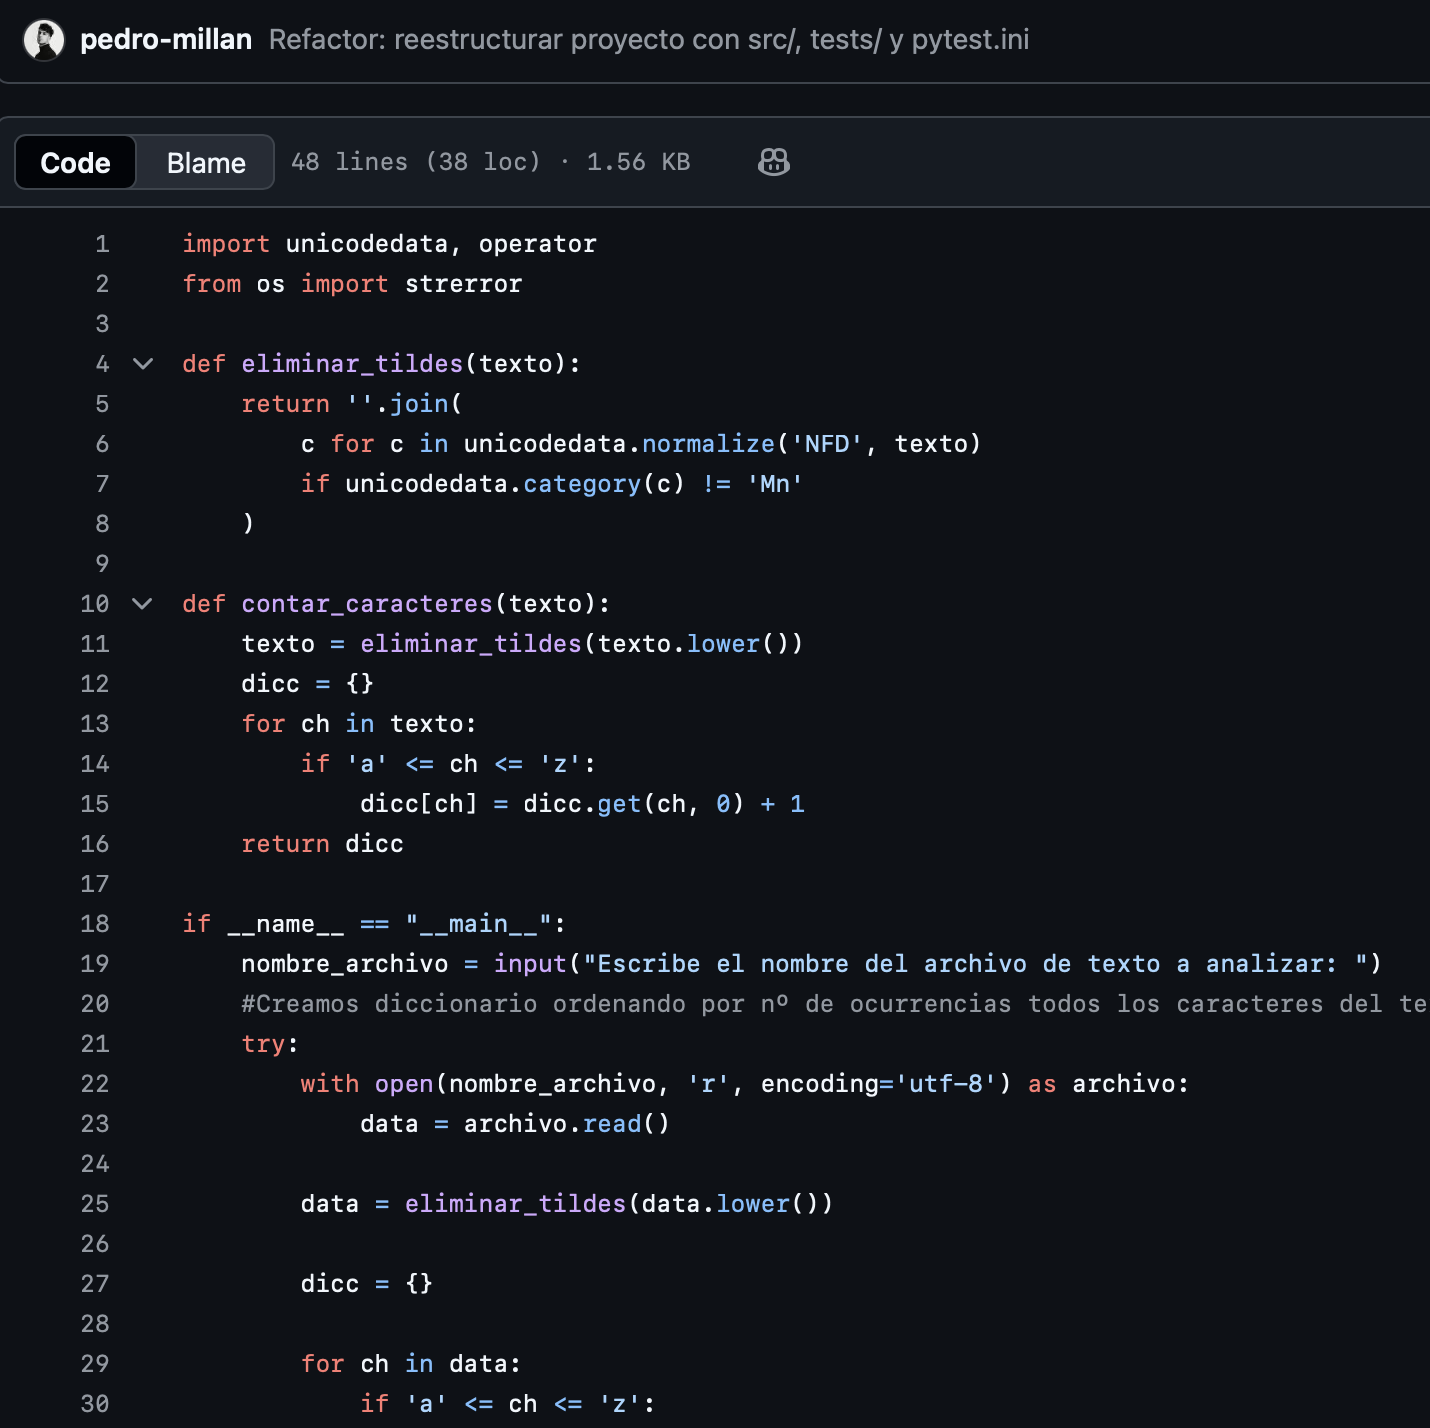 pedro-millan Refactor: reestructurar proyecto con src/, tests/ y pytest.ini
Code Blame 48 lines (38 loc) · 1.56 KB
1 import unicodedata, operator
2 from os import strerror
3
4 def eliminar_tildes(texto):
5     return ''.join(
6         c for c in unicodedata.normalize('NFD', texto)
7         if unicodedata.category(c) != 'Mn'
8     )
9
10 def contar_caracteres(texto):
11     texto = eliminar_tildes(texto.lower())
12     dicc = {}
13     for ch in texto:
14         if 'a' <= ch <= 'z':
15             dicc[ch] = dicc.get(ch, 0) + 1
16     return dicc
17
18 if __name__ == "__main__":
19     nombre_archivo = input("Escribe el nombre del archivo de texto a analizar: ")
20     #Creamos diccionario ordenando por nº de ocurrencias todos los caracteres del te
21     try:
22         with open(nombre_archivo, 'r', encoding='utf-8') as archivo:
23             data = archivo.read()
24
25         data = eliminar_tildes(data.lower())
26
27         dicc = {}
28
29         for ch in data:
30             if 'a' <= ch <= 'z':